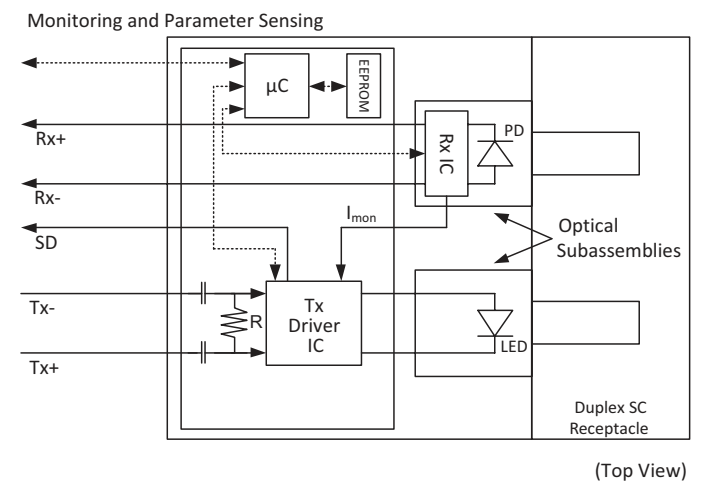 Monitoring and Parameter Sensing
µC
EEPROM
Rx+
Rx IC
PD
Rx-
SD
Imon
Optical
Subassemblies
Tx-
R
Tx
Driver
IC
LED
Tx+
Duplex SC
Receptacle
(Top View)